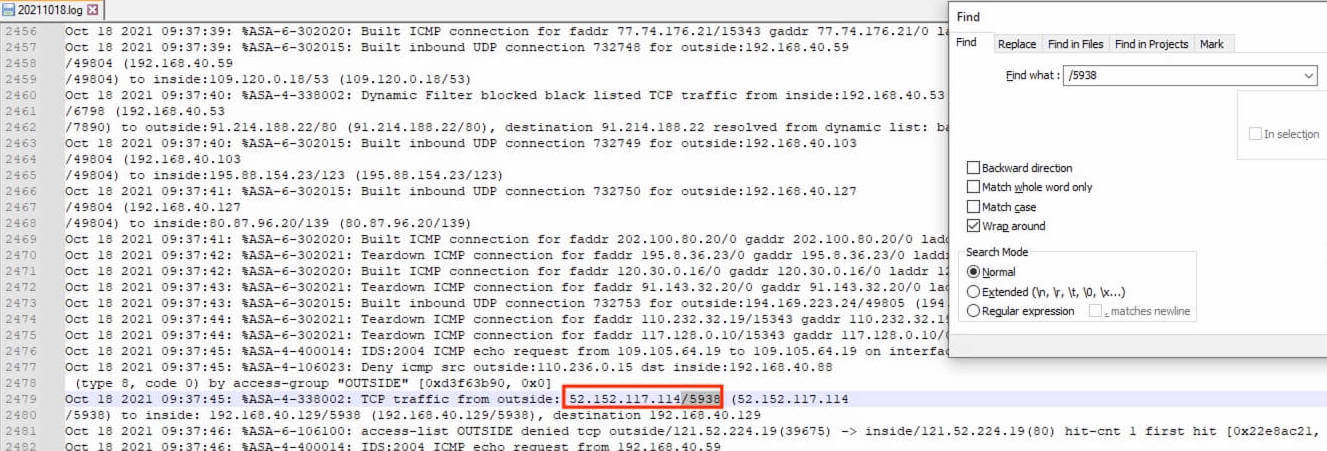 20211018.log
2456 Oct 18 2021 09:37:39: %ASA-6-302020: Built ICMP connection for faddr 77.74.176.21/15343 gaddr 77.74.176.21/0
2457 Oct 18 2021 09:37:39: %ASA-6-302015: Built inbound UDP connection 732748 for outside:192.168.40.59
2458 /49804 (192.168.40.59
2459 /49804) to inside:109.120.0.18/53 (109.120.0.18/53)
2460 Oct 18 2021 09:37:40: %ASA-4-338002: Dynamic Filter blocked black listed TCP traffic from inside:192.168.40.53
2461 /6798 (192.168.40.53
2462 /7890) to outside:91.214.188.22/80 (91.214.188.22/80), destination 91.214.188.22 resolved from dynamic list:
2463 Oct 18 2021 09:37:40: %ASA-6-302015: Built inbound UDP connection 732749 for outside:192.168.40.103
2464 /49804 (192.168.40.103
2465 /49804) to inside:195.88.154.23/123 (195.88.154.23/123)
2466 Oct 18 2021 09:37:41: %ASA-6-302015: Built inbound UDP connection 732750 for outside:192.168.40.127
2467 /49804 (192.168.40.127
2468 /49804) to inside:80.87.96.20/139 (80.87.96.20/139)
2469 Oct 18 2021 09:37:41: %ASA-6-302020: Built ICMP connection for faddr 202.100.80.20/0 gaddr 202.100.80.20/0 ladd
2470 Oct 18 2021 09:37:42: %ASA-6-302021: Teardown ICMP connection for faddr 195.8.36.23/0 gaddr 195.8.36.23/0 ladd
2471 Oct 18 2021 09:37:42: %ASA-6-302020: Built ICMP connection for faddr 120.30.0.16/0 gaddr 120.30.0.16/0 laddr 12
2472 Oct 18 2021 09:37:43: %ASA-6-302021: Teardown ICMP connection for faddr 91.143.32.20/0 gaddr 91.143.32.20/0
2473 Oct 18 2021 09:37:43: %ASA-6-302015: Built inbound UDP connection 732753 for outside:194.169.223.24/49805 (194.
2474 Oct 18 2021 09:37:44: %ASA-6-302021: Teardown ICMP connection for faddr 110.232.32.19/15343 gaddr 110.232.32.19
2475 Oct 18 2021 09:37:44: %ASA-6-302021: Teardown ICMP connection for faddr 117.128.0.10/15343 gaddr 117.128.0.10/
2476 Oct 18 2021 09:37:45: %ASA-4-400014: IDS:2004 ICMP echo request from 109.105.64.19 to 109.105.64.19 on interfac
2477 Oct 18 2021 09:37:45: %ASA-4-106023: Deny icmp src outside:110.236.0.15 dst inside:192.168.40.88
2478 (type 8, code 0) by access-group "OUTSIDE" [0xd3f63b90, 0x0]
2479 Oct 18 2021 09:37:45: %ASA-4-338002: TCP traffic from outside: 52.152.117.114/5938 (52.152.117.114
2480 /5938) to inside: 192.168.40.129/5938 (192.168.40.129/5938), destination 192.168.40.129
2481 Oct 18 2021 09:37:46: %ASA-6-106100: access-list OUTSIDE denied tcp outside/121.52.224.19(39675) -> inside/121.52.224.19(80) hit-cnt 1 first hit [0x22e8ac21,
2482 Oct 18 2021 09:37:46: %ASA-4-400014: IDS:2004 ICMP echo request from 192.168.40.59
Find
Find Replace Find in Files Find in Projects Mark
Find what : /5938
In selection
Backward direction
Match whole word only
Match case
Wrap around
Search Mode
Normal
Extended (\n, \r, \t, \0, \x...)
Regular expression . matches newline